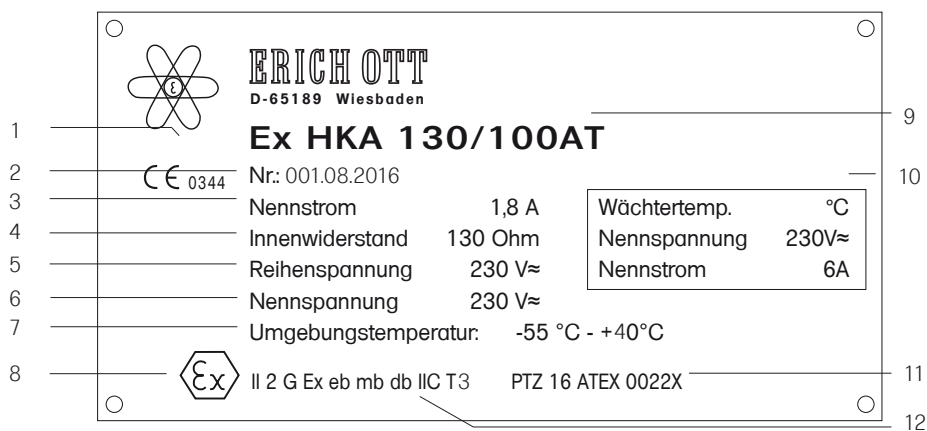 ERICH OTT
D-65189 Wiesbaden
1
9
Ex HKA 130/100AT
2
CE 0344
Nr.: 001.08.2016
10
3
Nennstrom 1,8 A
Wächtertemp. °C
4
Innenwiderstand 130 Ohm
Nennspannung 230V≈
5
Reihenspannung 230 V≈
Nennstrom 6A
6
Nennspannung 230 V≈
7
Umgebungstemperatur: -55 °C - +40°C
8
εx II 2 G Ex eb mb db IIC T3
PTZ 16 ATEX 0022X
11
12